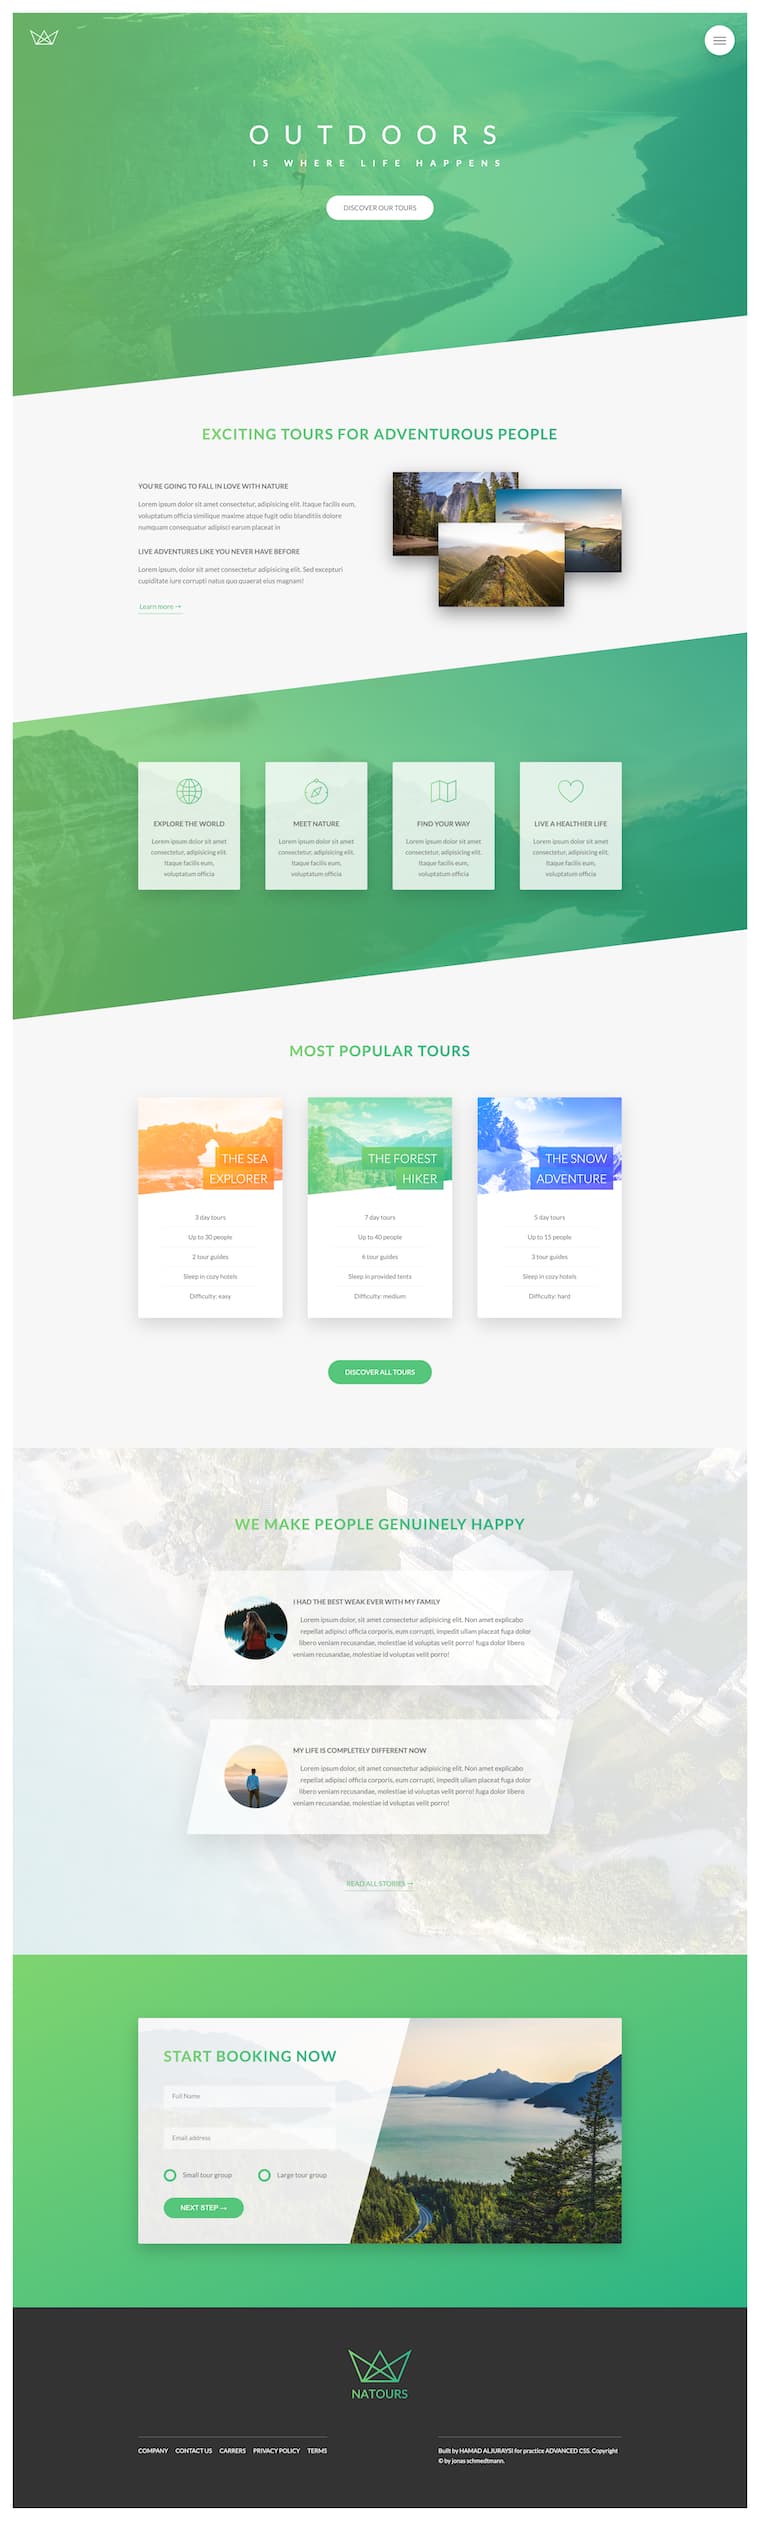 OUTDOORS
IS WHERE LIFE HAPPENS
DISCOVER OUR TOURS
EXCITING TOURS FOR ADVENTUROUS PEOPLE
YOU'RE GOING TO FALL IN LOVE WITH NATURE
Lorem ipsum dolor sit amet consectetur, adipisicing elit. Itaque facilis eum,
voluptatum officia similique maxime atque fugit odio blanditiis dolore
numquam consequatur adipisci earum placeat in
LIVE ADVENTURES LIKE YOU NEVER HAVE BEFORE
Lorem ipsum, dolor sit amet consectetur adipisicing elit. Sed excepturi
cupiditate iure corrupti natus quo quaerat eius magnam!
Learn more →
EXPLORE THE WORLD
Lorem ipsum dolor sit amet
consectetur, adipisicing elit.
Itaque facilis eum,
voluptatum officia
MEET NATURE
Lorem ipsum dolor sit amet
consectetur, adipisicing elit.
Itaque facilis eum,
voluptatum officia
FIND YOUR WAY
Lorem ipsum dolor sit amet
consectetur, adipisicing elit.
Itaque facilis eum,
voluptatum officia
LIVE A HEALTHIER LIFE
Lorem ipsum dolor sit amet
consectetur, adipisicing elit.
Itaque facilis eum,
voluptatum officia
MOST POPULAR TOURS
THE SEA
EXPLORER
3 day tours
Up to 30 people
2 tour guides
Sleep in cozy hotels
Difficulty: easy
THE FOREST
HIKER
7 day tours
Up to 40 people
6 tour guides
Sleep in provided tents
Difficulty: medium
THE SNOW
ADVENTURE
5 day tours
Up to 15 people
3 tour guides
Sleep in cozy hotels
Difficulty: hard
DISCOVER ALL TOURS
WE MAKE PEOPLE GENUINELY HAPPY
I HAD THE BEST WEAK EVER WITH MY FAMILY
Lorem ipsum dolor, sit amet consectetur adipisicing elit. Non amet explicabo
repellat adipisci officia corporis, eum corrupti, impedit ullam placeat fuga dolor
libero veniam recusandae, molestiae id voluptas velit porro! fuga dolor libero
veniam recusandae, molestiae id voluptas velit porro!
MY LIFE IS COMPLETELY DIFFERENT NOW
Lorem ipsum dolor, sit amet consectetur adipisicing elit. Non amet explicabo
repellat adipisci officia corporis, eum corrupti, impedit ullam placeat fuga dolor
libero veniam recusandae, molestiae id voluptas velit porro! fuga dolor libero
veniam recusandae, molestiae id voluptas velit porro!
READ ALL STORIES →
START BOOKING NOW
Full Name
Email address
Small tour group
Large tour group
NEXT STEP →
NATOURS
COMPANY CONTACT US CARRERS PRIVACY POLICY TERMS
Built by HAMAD ALJURAYSI for practice ADVANCED CSS. Copyright
© by jonas schmedtmann.